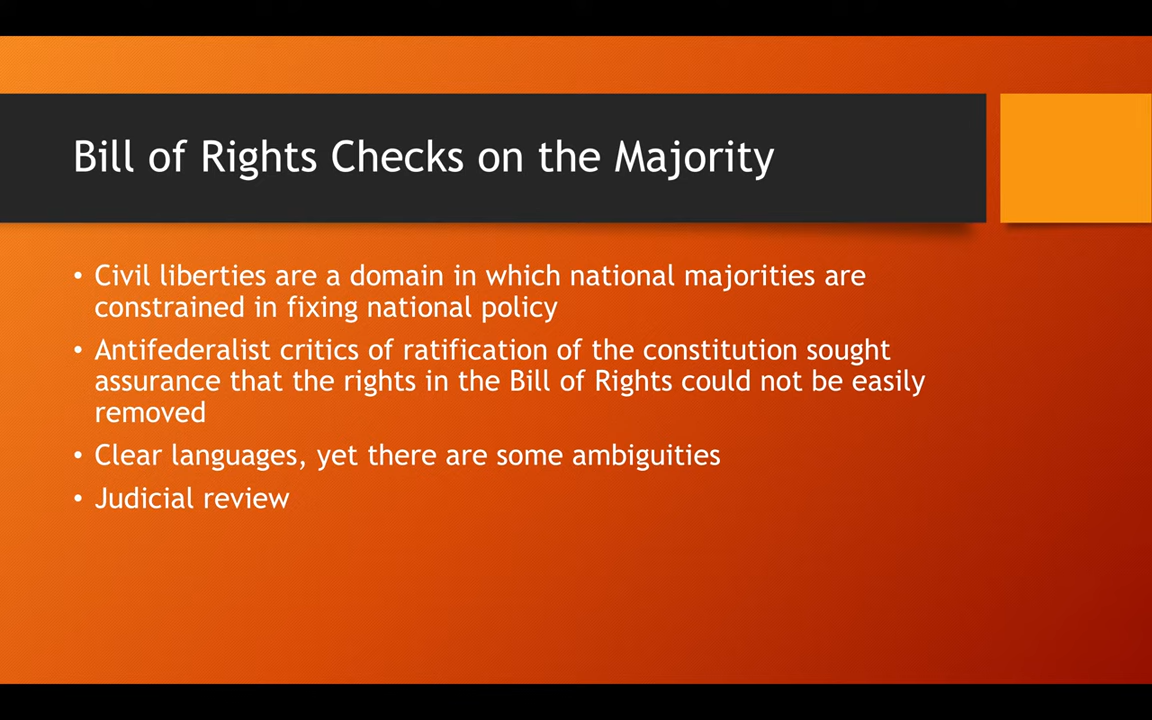 Bill of Rights Checks on the Majority
• Civil liberties are a domain in which national majorities are
constrained in fixing national policy
• Antifederalist critics of ratification of the constitution sought
assurance that the rights in the Bill of Rights could not be easily
removed
• Clear languages, yet there are some ambiguities
• Judicial review